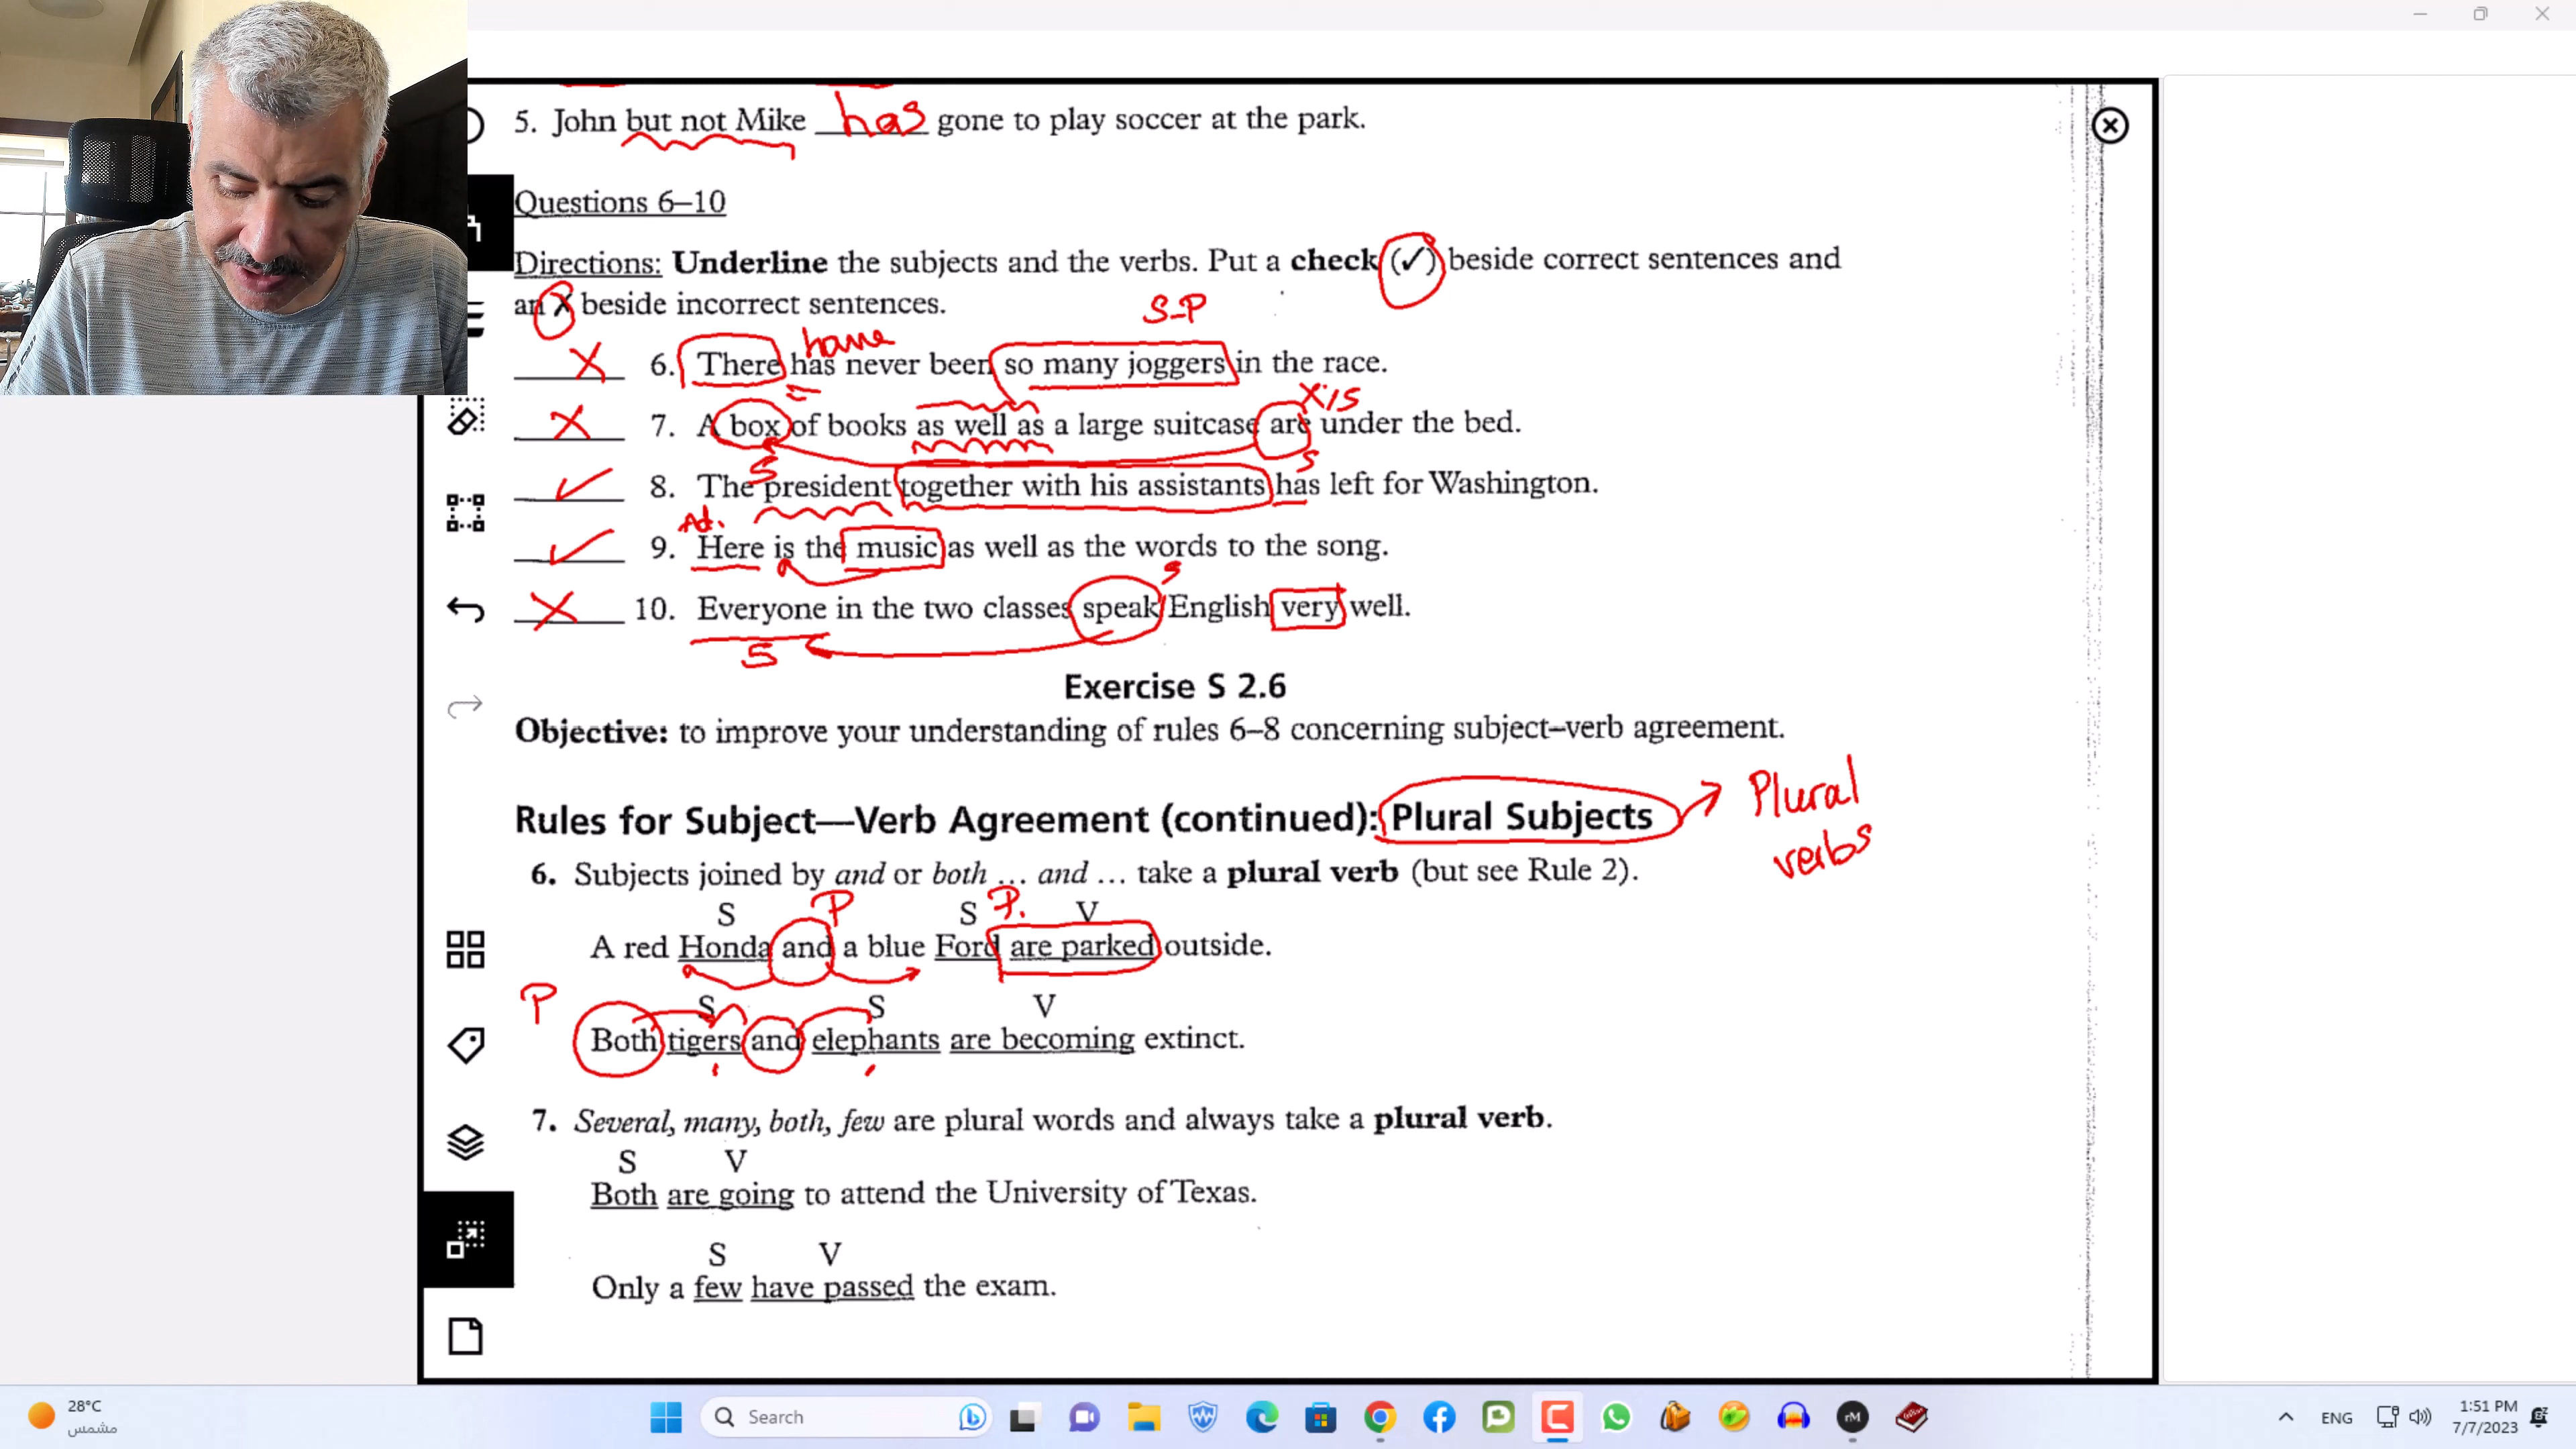 5. John but not Mike has gone to play soccer at the park.
Questions 6–10
Directions: Underline the subjects and the verbs. Put a check (✓) beside correct sentences and
an X beside incorrect sentences.
S-P
have
X 6. There has never been so many joggers in the race.
X is
X 7. A box of books as well as a large suitcase are under the bed.
S S
✓ 8. The president together with his assistants has left for Washington.
Ad.
✓ 9. Here is the music as well as the words to the song.
s
X 10. Everyone in the two classes speak English very well.
S
Exercise S 2.6
Objective: to improve your understanding of rules 6–8 concerning subject–verb agreement.
Rules for Subject—Verb Agreement (continued): Plural Subjects
Plural
verbs
6. Subjects joined by and or both … and … take a plural verb (but see Rule 2).
S P S P. V
A red Honda and a blue Ford are parked outside.
P S S V
Both tigers and elephants are becoming extinct.
7. Several, many, both, few are plural words and always take a plural verb.
S V
Both are going to attend the University of Texas.
S V
Only a few have passed the exam.
28°C
مشمس
Search
rM
ENG
1:51 PM
7/7/2023